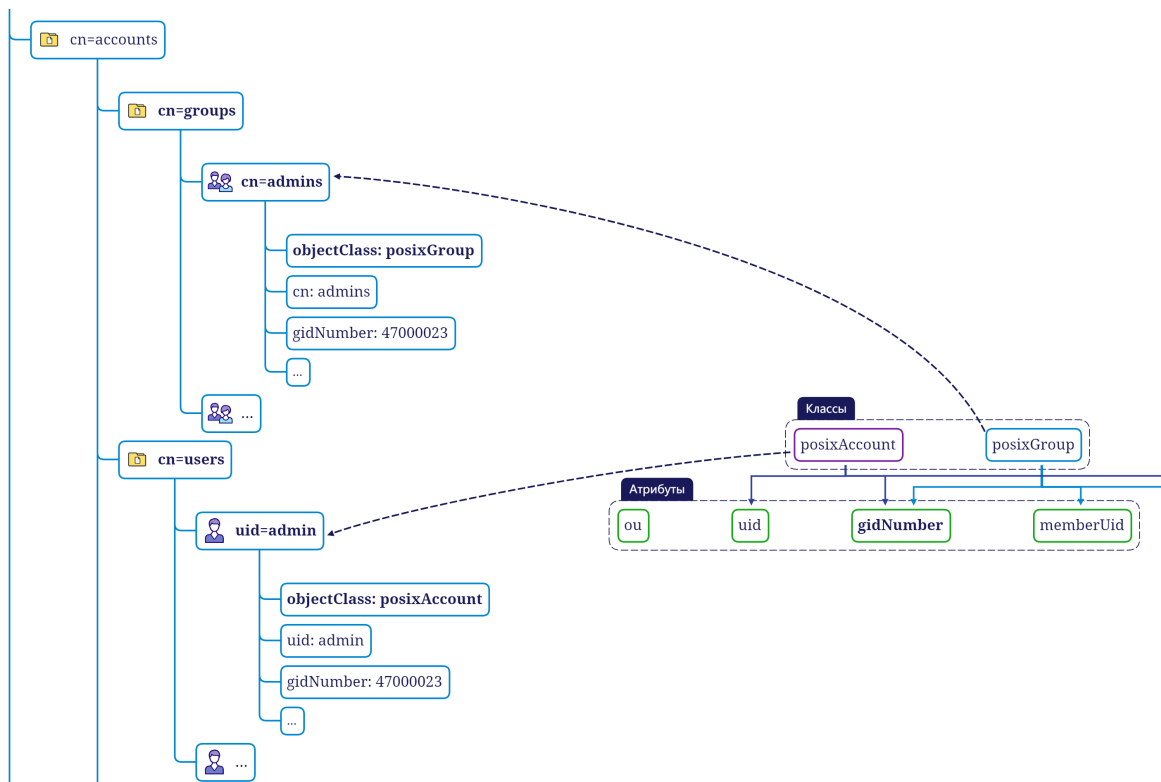 cn=accounts
cn=groups
cn=admins
objectClass: posixGroup
cn: admins
gidNumber: 47000023
...
...
cn=users
uid=admin
objectClass: posixAccount
uid: admin
gidNumber: 47000023
...
...
Классы
posixAccount
posixGroup
Атрибуты
ou
uid
gidNumber
memberUid